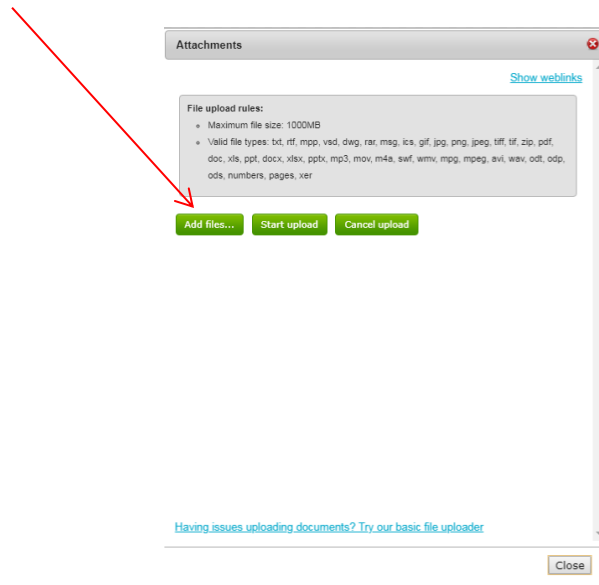 Attachments
Show weblinks
File upload rules:
Maximum file size: 1000MB
Valid file types: txt, rtf, mpp, vsd, dwg, rar, msg, ics, gif, jpg, png, jpeg, tiff, tif, zip, pdf,
doc, xls, ppt, docx, xlsx, pptx, mp3, mov, m4a, swf, wmv, mpg, mpeg, avi, wav, odt, odp,
ods, numbers, pages, xer
Add files... Start upload Cancel upload
Having issues uploading documents? Try our basic file uploader
Close